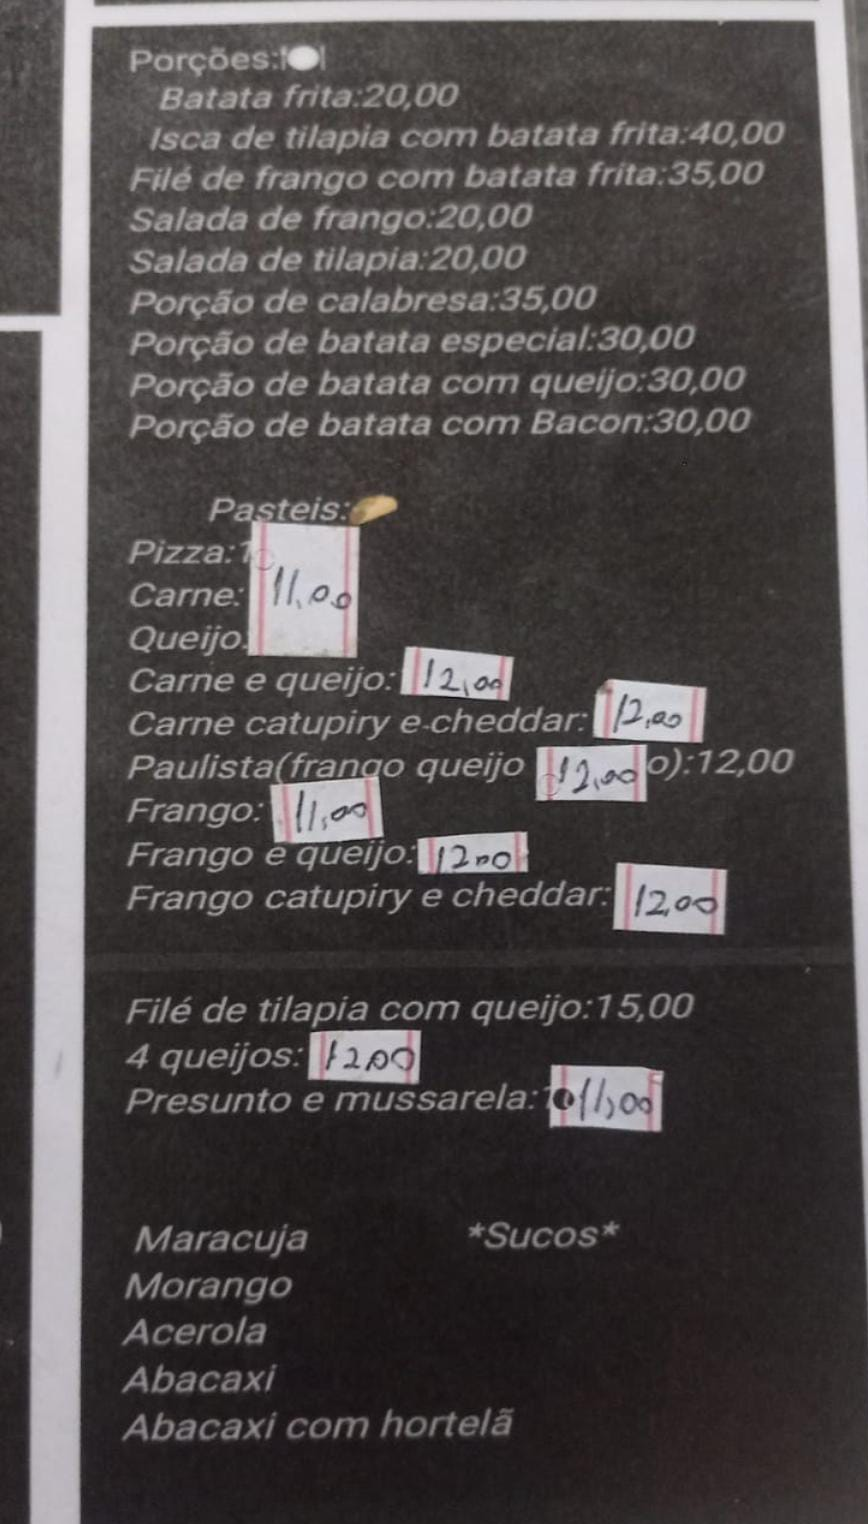 Porções:
Batata frita:20,00
Isca de tilapia com batata frita:40,00
Filé de frango com batata frita:35,00
Salada de frango:20,00
Salada de tilapia:20,00
Porção de calabresa:35,00
Porção de batata especial:30,00
Porção de batata com queijo:30,00
Porção de batata com Bacon:30,00
Pasteis:
Pizza:1
Carne: 11,00
Queijo:
Carne e queijo: 12,00
Carne catupiry e cheddar: 12,00
Paulista(frango queijo 12,00 o):12,00
Frango: 11,00
Frango e queijo: 12,00
Frango catupiry e cheddar: 12,00
Filé de tilapia com queijo:15,00
4 queijos: 12,00
Presunto e mussarela:1 11,00
Maracuja *Sucos*
Morango
Acerola
Abacaxi
Abacaxi com hortelã